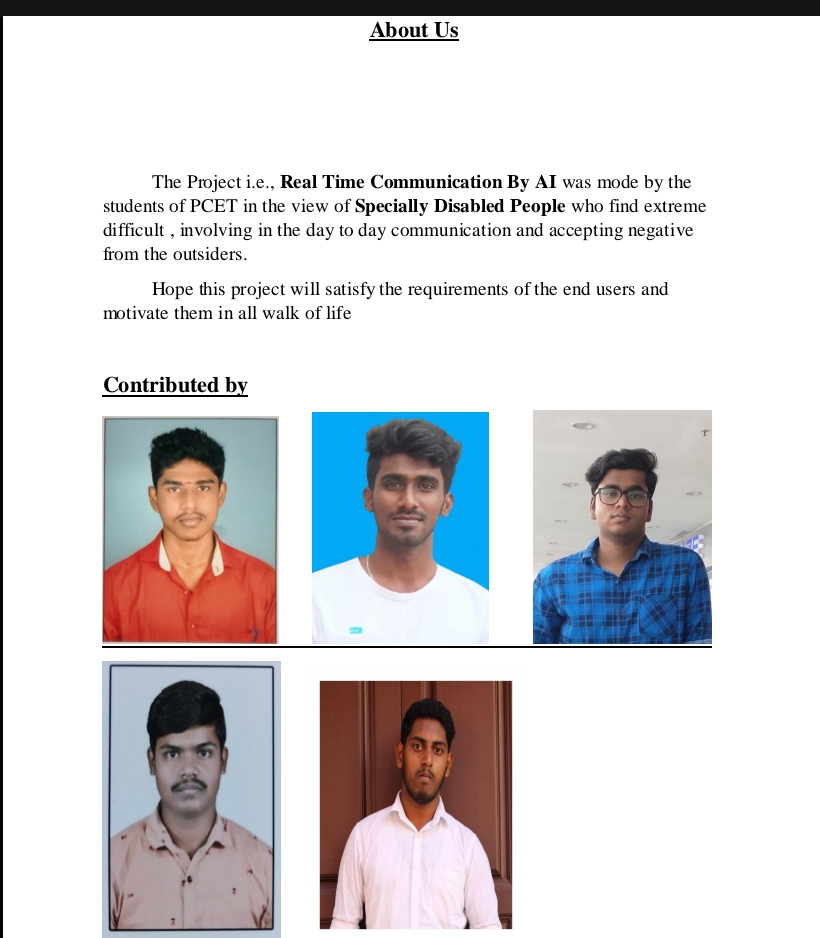 About Us
The Project i.e., Real Time Communication By AI was mode by the
students of PCET in the view of Specially Disabled People who find extreme
difficult , involving in the day to day communication and accepting negative
from the outsiders.
Hope this project will satisfy the requirements of the end users and
motivate them in all walk of life
Contributed by